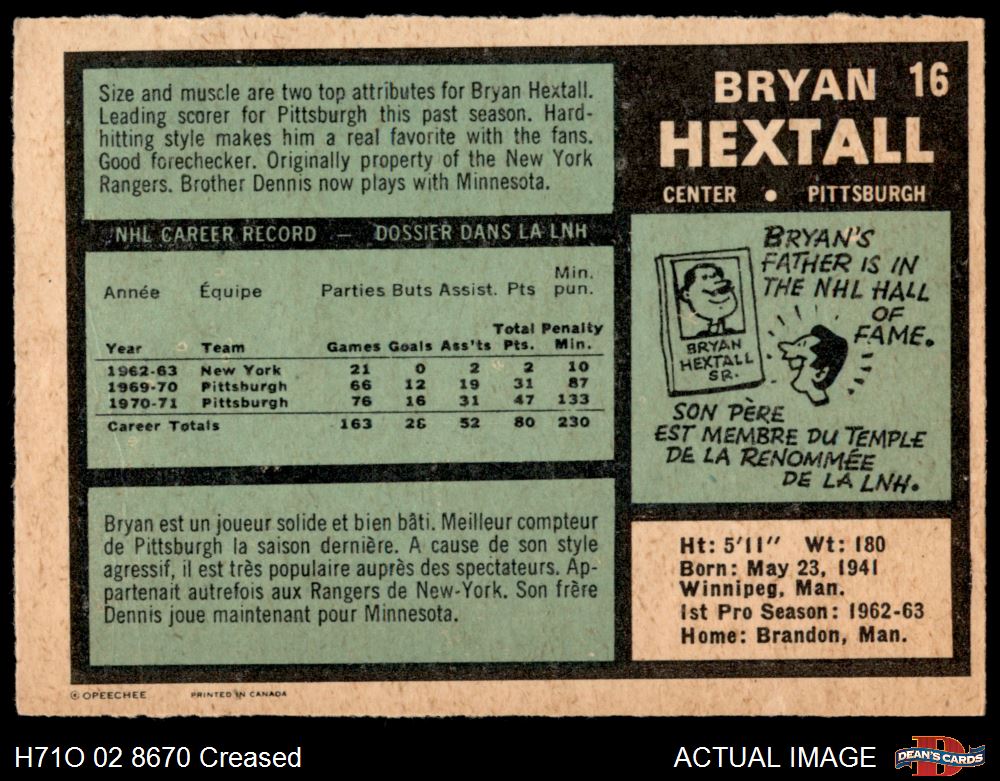 Size and muscle are two top attributes for Bryan Hextall.
Leading scorer for Pittsburgh this past season. Hard-
hitting style makes him a real favorite with the fans.
Good forechecker. Originally property of the New York
Rangers. Brother Dennis now plays with Minnesota.
BRYAN 16
HEXTALL
CENTER • PITTSBURGH
NHL CAREER RECORD — DOSSIER DANS LA LNH
Année Équipe Parties Buts Assist. Pts Min. pun.
Year Team Games Goals Ass'ts Total Pts. Penalty Min.
1962-63 New York 21 0 2 2 10
1969-70 Pittsburgh 66 12 19 31 87
1970-71 Pittsburgh 76 16 31 47 133
Career Totals 163 28 52 80 230
BRYAN'S
FATHER IS IN
THE NHL HALL
OF
FAME.
BRYAN
HEXTALL
SR.
SON PÈRE
EST MEMBRE DU TEMPLE
DE LA RENOMMÉE
DE LA LNH.
Bryan est un joueur solide et bien bâti. Meilleur compteur
de Pittsburgh la saison dernière. A cause de son style
agressif, il est très populaire auprès des spectateurs. Ap-
partenait autrefois aux Rangers de New-York. Son frère
Dennis joue maintenant pour Minnesota.
Ht: 5'11" Wt: 180
Born: May 23, 1941
Winnipeg, Man.
1st Pro Season: 1962-63
Home: Brandon, Man.
© OPEECHEE PRINTED IN CANADA
H71O 02 8670 Creased
ACTUAL IMAGE
DEAN'S CARDS